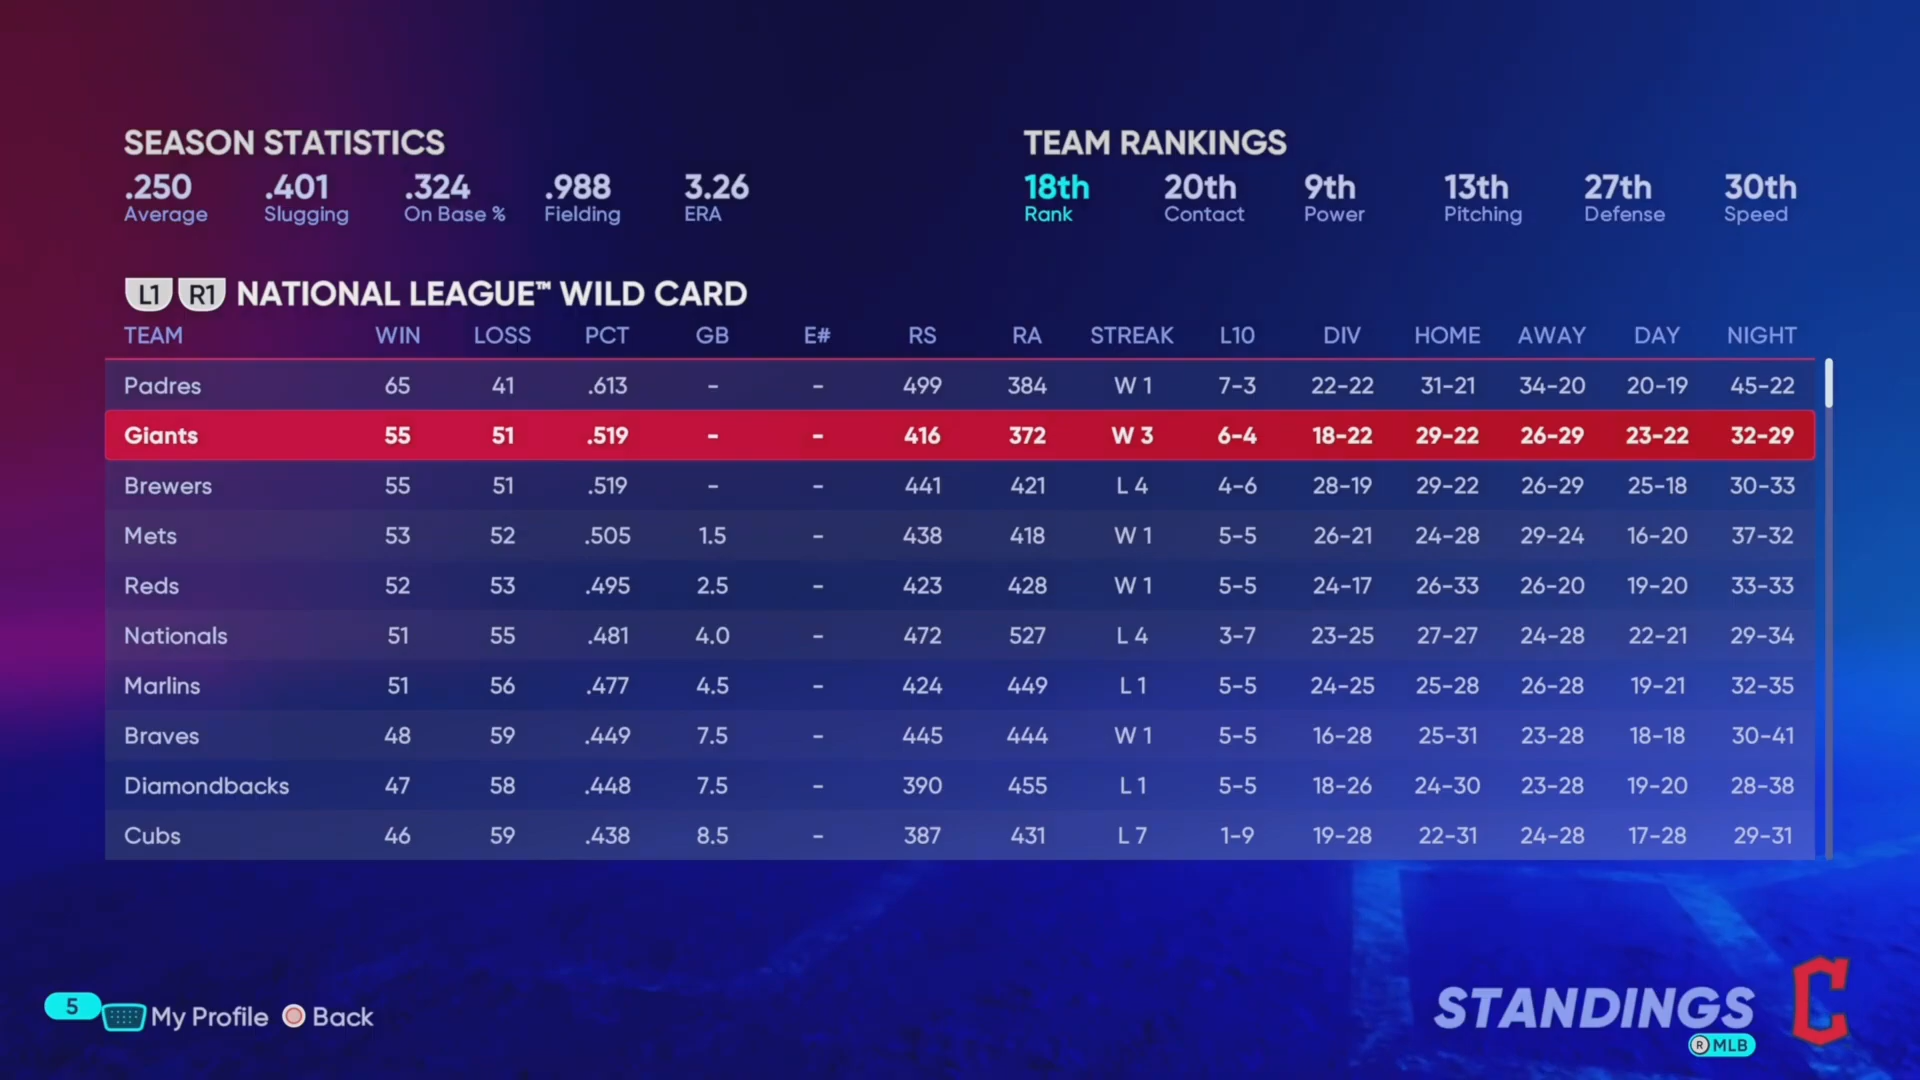 SEASON STATISTICS
.250 .401 .324 .988 3.26
Average Slugging On Base % Fielding ERA
TEAM RANKINGS
18th 20th 9th 13th 27th 30th
Rank Contact Power Pitching Defense Speed
L1 R1 NATIONAL LEAGUE™ WILD CARD
TEAM WIN LOSS PCT GB E# RS RA STREAK L10 DIV HOME AWAY DAY NIGHT
Padres 65 41 .613 - - 499 384 W 1 7-3 22-22 31-21 34-20 20-19 45-22
Giants 55 51 .519 - - 416 372 W 3 6-4 18-22 29-22 26-29 23-22 32-29
Brewers 55 51 .519 - - 441 421 L 4 4-6 28-19 29-22 26-29 25-18 30-33
Mets 53 52 .505 1.5 - 438 418 W 1 5-5 26-21 24-28 29-24 16-20 37-32
Reds 52 53 .495 2.5 - 423 428 W 1 5-5 24-17 26-33 26-20 19-20 33-33
Nationals 51 55 .481 4.0 - 472 527 L 4 3-7 23-25 27-27 24-28 22-21 29-34
Marlins 51 56 .477 4.5 - 424 449 L 1 5-5 24-25 25-28 26-28 19-21 32-35
Braves 48 59 .449 7.5 - 445 444 W 1 5-5 16-28 25-31 23-28 18-18 30-41
Diamondbacks 47 58 .448 7.5 - 390 455 L 1 5-5 18-26 24-30 23-28 19-20 28-38
Cubs 46 59 .438 8.5 - 387 431 L 7 1-9 19-28 22-31 24-28 17-28 29-31
5 My Profile Back
STANDINGS C
R MLB